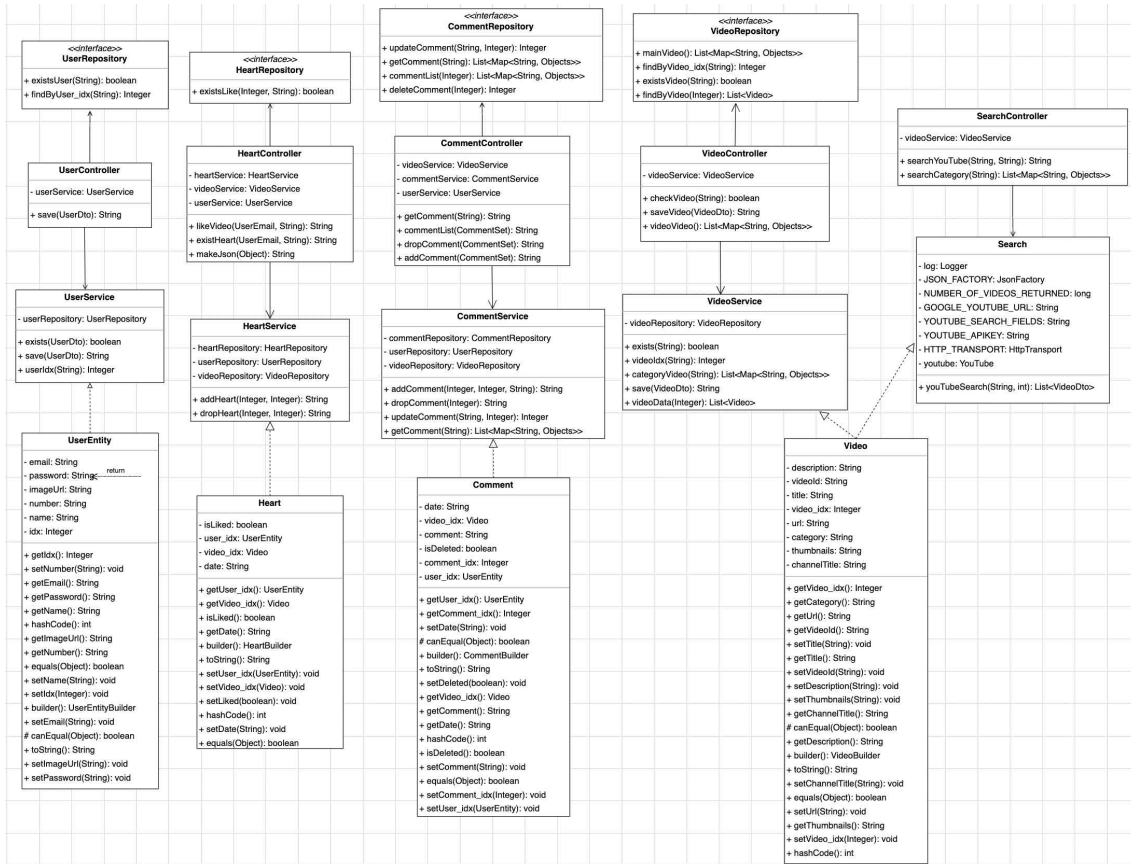 <<interface>>
UserRepository
+ existsUser(String): boolean
+ findByUser_idx(String): Integer
<<interface>>
HeartRepository
+ existsLike(Integer, String): boolean
<<interface>>
CommentRepository
+ updateComment(String, Integer): Integer
+ getComment(String): List<Map<String, Objects>>
+ commentList(Integer): List<Map<String, Objects>>
+ deleteComment(Integer): Integer
<<interface>>
VideoRepository
+ mainVideo(): List<Map<String, Objects>>
+ findByVideo_idx(String): Integer
+ existsVideo(String): boolean
+ findByVideo(Integer): List<Video>
SearchController
- videoService: VideoService
+ searchYouTube(String, String): String
+ searchCategory(String): List<Map<String, Objects>>
UserController
- userService: UserService
+ save(UserDto): String
HeartController
- heartService: HeartService
- videoService: VideoService
- userService: UserService
+ likeVideo(UserEmail, String): String
+ existHeart(UserEmail, String): String
+ makeJson(Object): String
CommentController
- videoService: VideoService
- commentService: CommentService
- userService: UserService
+ getComment(String): String
+ commentList(CommentSet): String
+ dropComment(CommentSet): String
+ addComment(CommentSet): String
VideoController
- videoService: VideoService
+ checkVideo(String): boolean
+ saveVideo(VideoDto): String
+ videoVideo(): List<Map<String, Objects>>
Search
- log: Logger
- JSON_FACTORY: JsonFactory
- NUMBER_OF_VIDEOS_RETURNED: long
- GOOGLE_YOUTUBE_URL: String
- YOUTUBE_SEARCH_FIELDS: String
- YOUTUBE_APIKEY: String
- HTTP_TRANSPORT: HttpTransport
- youtube: YouTube
+ youTubeSearch(String, int): List<VideoDto>
UserService
- userRepository: UserRepository
+ exists(UserDto): boolean
+ save(UserDto): String
+ userIdx(String): Integer
HeartService
- heartRepository: HeartRepository
- userRepository: UserRepository
- videoRepository: VideoRepository
+ addHeart(Integer, Integer): String
+ dropHeart(Integer, Integer): String
CommentService
- commentRepository: CommentRepository
- userRepository: UserRepository
- videoRepository: VideoRepository
+ addComment(Integer, Integer, String): String
+ dropComment(Integer): String
+ updateComment(String, Integer): Integer
+ getComment(String): List<Map<String, Objects>>
VideoService
- videoRepository: VideoRepository
+ exists(String): boolean
+ videoIdx(String): Integer
+ categoryVideo(String): List<Map<String, Objects>>
+ save(VideoDto): String
+ videoData(Integer): List<Video>
UserEntity
- email: String
- password: String
return
- imageUrl: String
- number: String
- name: String
- idx: Integer
+ getIdx(): Integer
+ setNumber(String): void
+ getEmail(): String
+ getPassword(): String
+ getName(): String
+ hashCode(): int
+ getImageUrl(): String
+ getNumber(): String
+ equals(Object): boolean
+ setName(String): void
+ setIdx(Integer): void
+ builder(): UserEntityBuilder
+ setEmail(String): void
# canEqual(Object): boolean
+ toString(): String
+ setImageUrl(String): void
+ setPassword(String): void
Heart
- isLiked: boolean
- user_idx: UserEntity
- video_idx: Video
- date: String
+ getUser_idx(): UserEntity
+ getVideo_idx(): Video
+ isLiked(): boolean
+ getDate(): String
+ builder(): HeartBuilder
+ toString(): String
+ setUser_idx(UserEntity): void
+ setVideo_idx(Video): void
+ setLiked(boolean): void
+ hashCode(): int
+ setDate(String): void
+ equals(Object): boolean
Comment
- date: String
- video_idx: Video
- comment: String
- isDeleted: boolean
- comment_idx: Integer
- user_idx: UserEntity
+ getUser_idx(): UserEntity
+ getComment_idx(): Integer
+ setDate(String): void
# canEqual(Object): boolean
+ builder(): CommentBuilder
+ toString(): String
+ setDeleted(boolean): void
+ getVideo_idx(): Video
+ getComment(): String
+ getDate(): String
+ hashCode(): int
+ isDeleted(): boolean
+ setComment(String): void
+ equals(Object): boolean
+ setComment_idx(Integer): void
+ setUser_idx(UserEntity): void
Video
- description: String
- videoId: String
- title: String
- video_idx: Integer
- url: String
- category: String
- thumbnails: String
- channelTitle: String
+ getVideo_idx(): Integer
+ getCategory(): String
+ getUrl(): String
+ getVideoId(): String
+ setTitle(String): void
+ getTitle(): String
+ setVideoId(String): void
+ setDescription(String): void
+ setThumbnails(String): void
+ getChannelTitle(): String
# canEqual(Object): boolean
+ getDescription(): String
+ builder(): VideoBuilder
+ toString(): String
+ setChannelTitle(String): void
+ equals(Object): boolean
+ setUrl(String): void
+ getThumbnails(): String
+ setVideo_idx(Integer): void
+ hashCode(): int